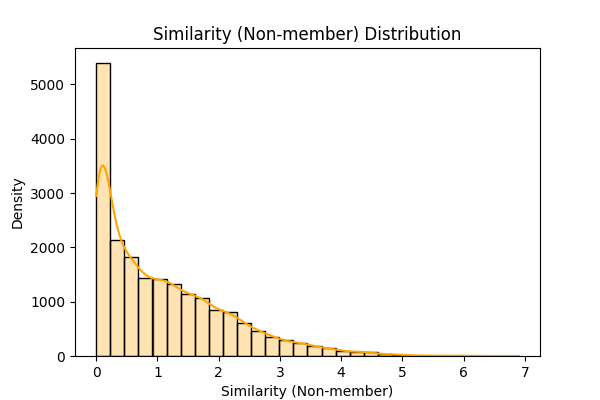 Similarity (Non-member) Distribution
Density
5000
4000
3000
2000
1000
0
0 1 2 3 4 5 6 7
Similarity (Non-member)